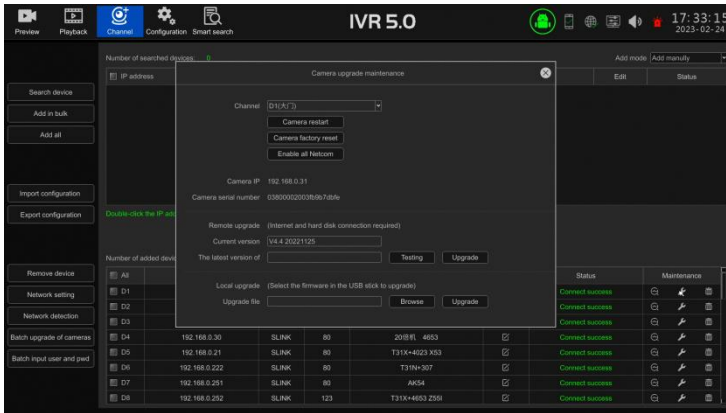 IVR 5.0
17:33:15
2023-02-24
Preview
Playback
Channel
Configuration
Smart search
Number of searched devices: 0
Add mode Add manully
IP address
Edit
Status
Search device
Add in bulk
Add all
Import configuration
Export configuration
Double-click the IP add
Camera upgrade maintenance
Channel D1(大门)
Camera restart
Camera factory reset
Enable all Netcom
Camera IP 192.168.0.31
Camera serial number 03800002003fb9b7dbfe
Remote upgrade (Internet and hard disk connection required)
Current version V4.4 20221125
The latest version of Testing Upgrade
Local upgrade (Select the firmware in the USB stick to upgrade)
Upgrade file Browse Upgrade
Number of added devi
Remove device
Network setting
Network detection
Batch upgrade of cameras
Batch input user and pwd
All Status Maintenance
D1 Connect success
D2 Connect success
D3 Connect success
D4 192.168.0.30 SLINK 80 20倍机 4653 Connect success
D5 192.168.0.21 SLINK 80 T31X+4023 X53 Connect success
D6 192.168.0.222 SLINK 80 T31N+307 Connect success
D7 192.168.0.251 SLINK 80 AK54 Connect success
D8 192.168.0.252 SLINK 123 T31X+4653 Z55I Connect success